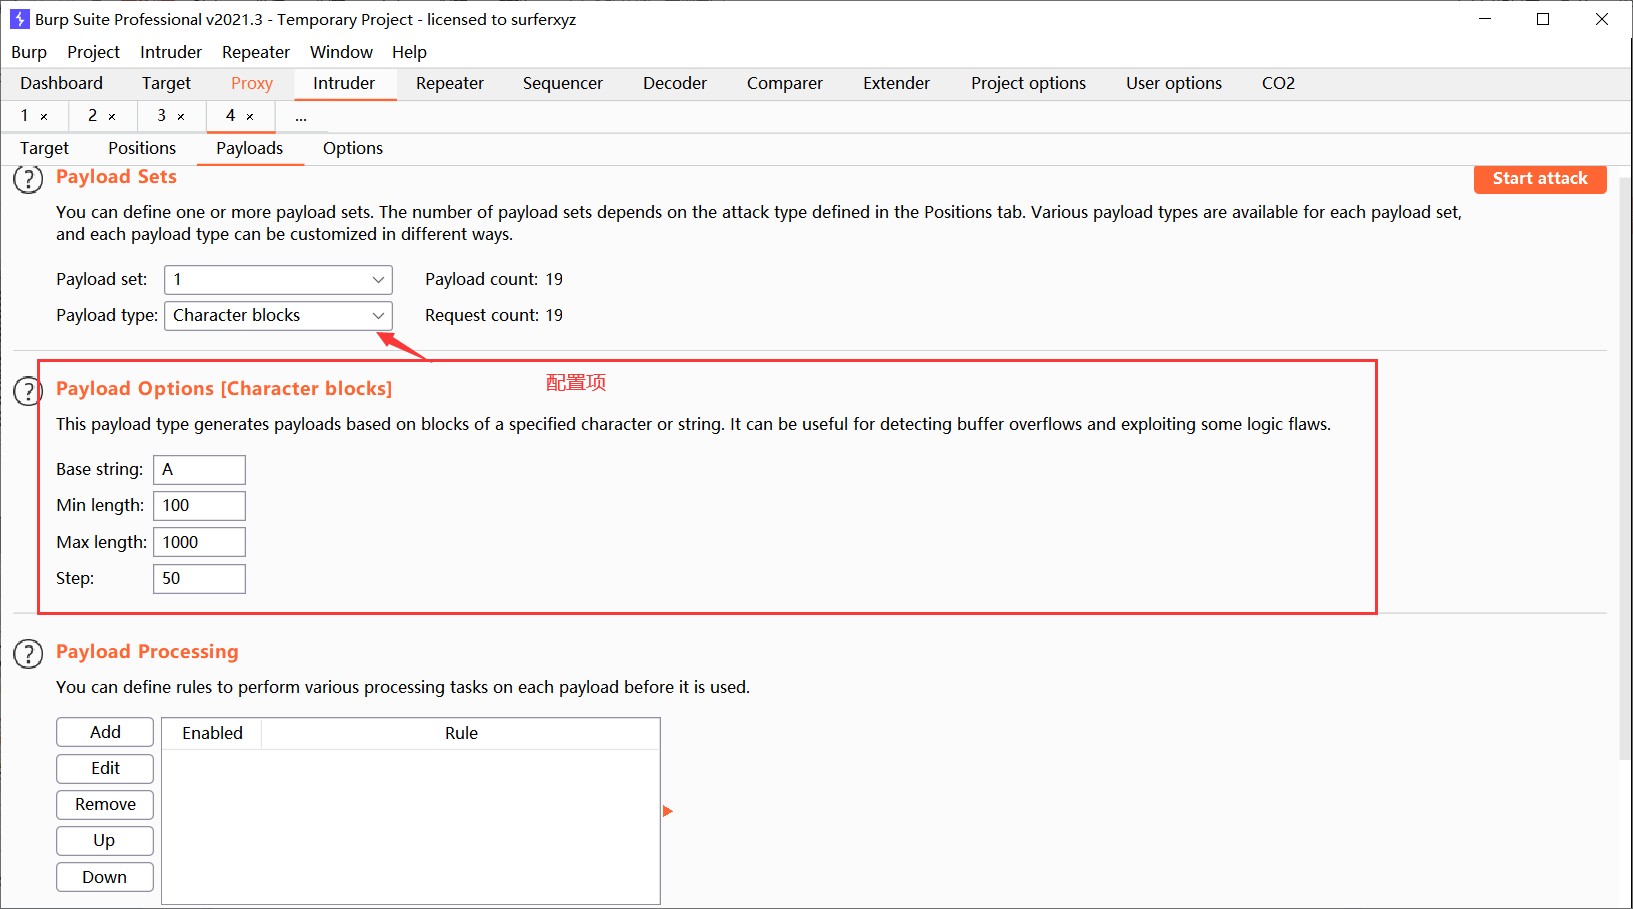 Burp Suite Professional v2021.3 - Temporary Project - licensed to surferxyz
Burp Project Intruder Repeater Window Help
Dashboard Target Proxy Intruder Repeater Sequencer Decoder Comparer Extender Project options User options CO2
1 × 2 × 3 × 4 × ...
Target Positions Payloads Options
? Payload Sets Start attack
You can define one or more payload sets. The number of payload sets depends on the attack type defined in the Positions tab. Various payload types are available for each payload set,
and each payload type can be customized in different ways.
Payload set: 1 Payload count: 19
Payload type: Character blocks Request count: 19
配置项
? Payload Options [Character blocks]
This payload type generates payloads based on blocks of a specified character or string. It can be useful for detecting buffer overflows and exploiting some logic flaws.
Base string: A
Min length: 100
Max length: 1000
Step: 50
? Payload Processing
You can define rules to perform various processing tasks on each payload before it is used.
Add Enabled Rule
Edit
Remove
Up
Down